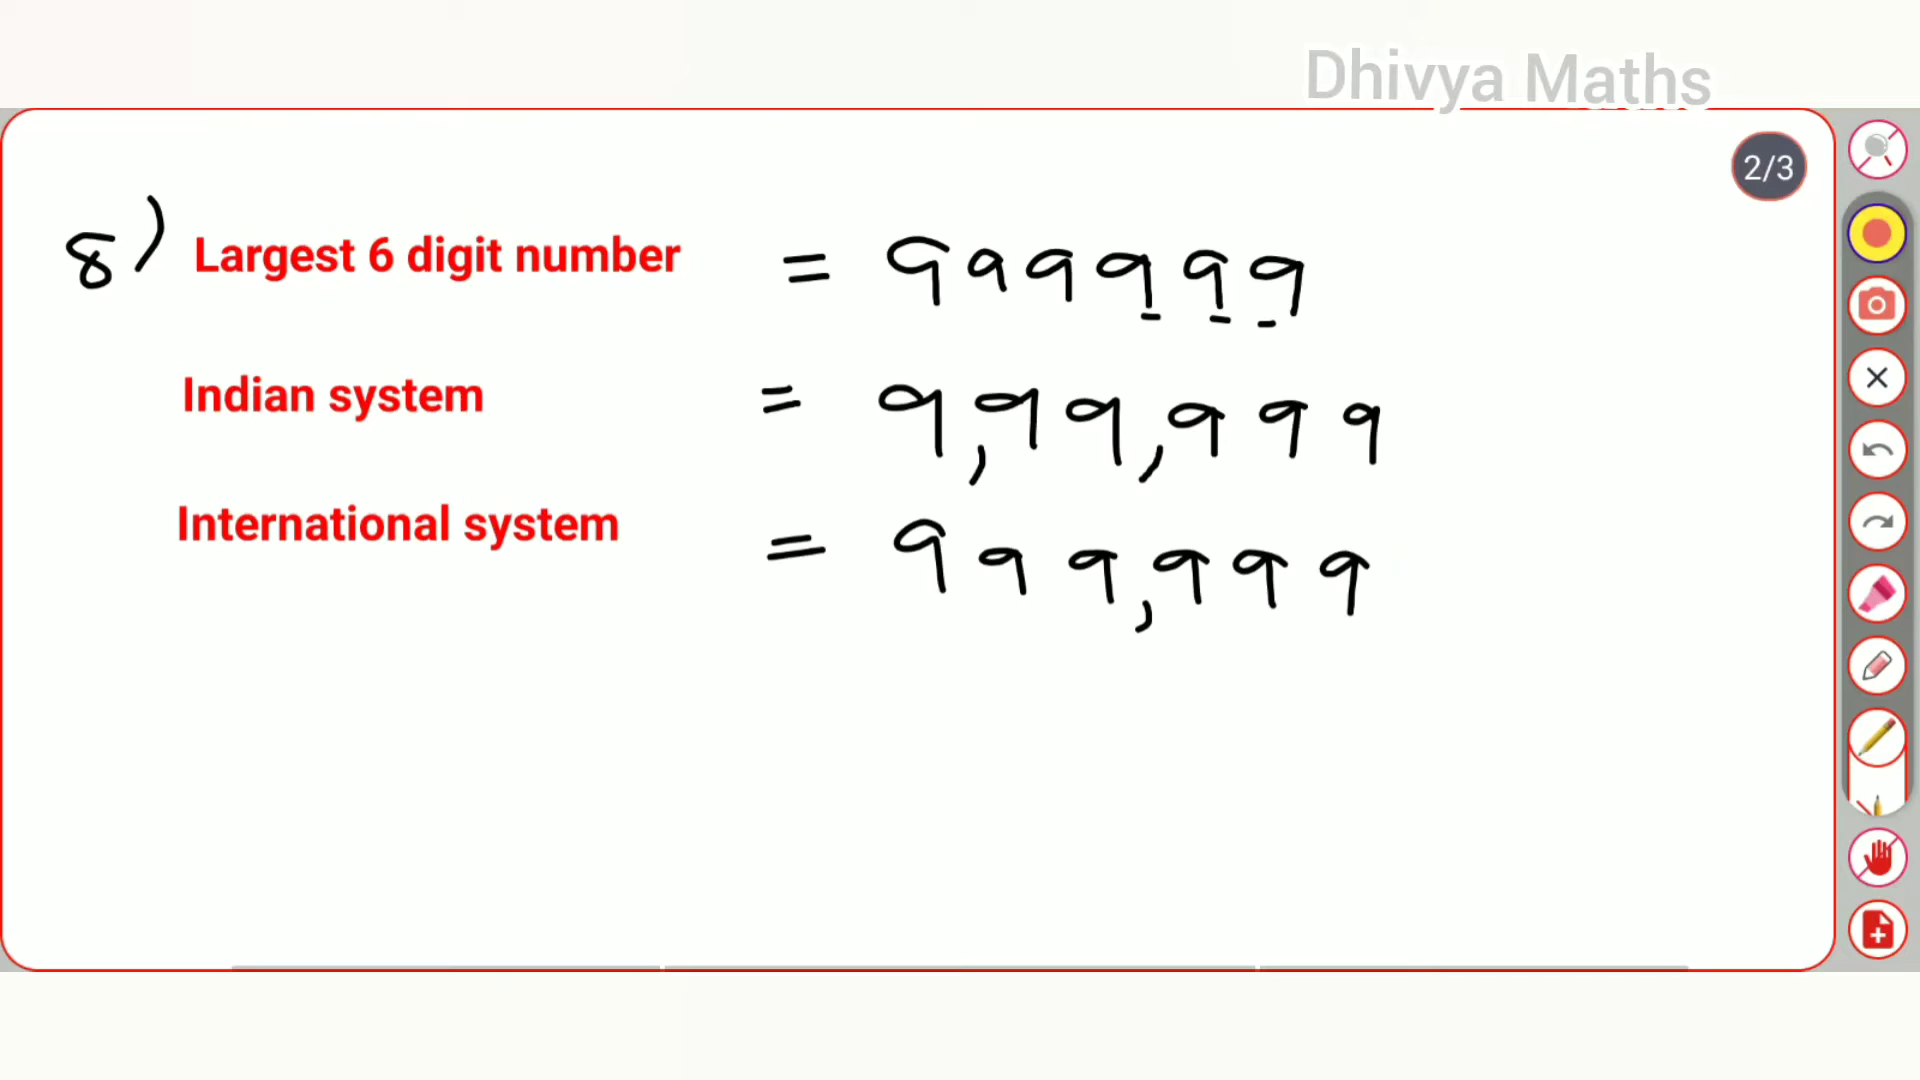 Dhivya Maths
2/3
8) Largest 6 digit number = 999999
Indian system = 9,99,999
International system = 999,999